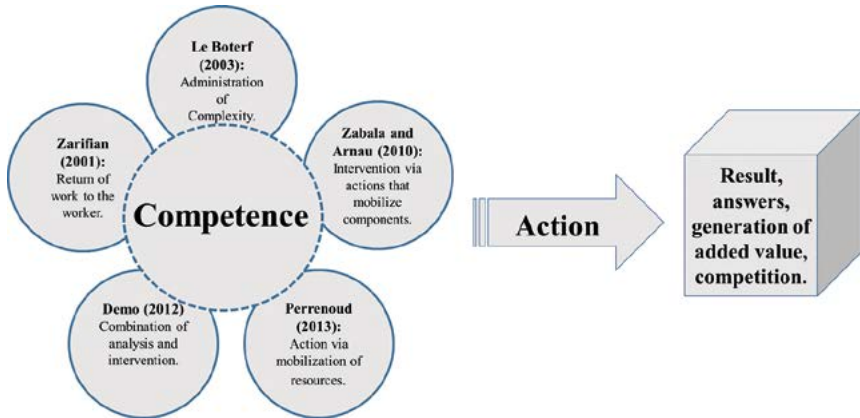 Le Boterf
(2003):
Administration
of
Complexity.
Zarifian
(2001):
Return of
work to the
worker.
Zabala and
Arnau (2010):
Intervention via
actions that
mobilize
components.
Competence
Demo (2012)
Combination of
analysis and
intervention.
Perrenoud
(2013):
Action via
mobilization of
resources.
Action
Result,
answers,
generation of
added value,
competition.